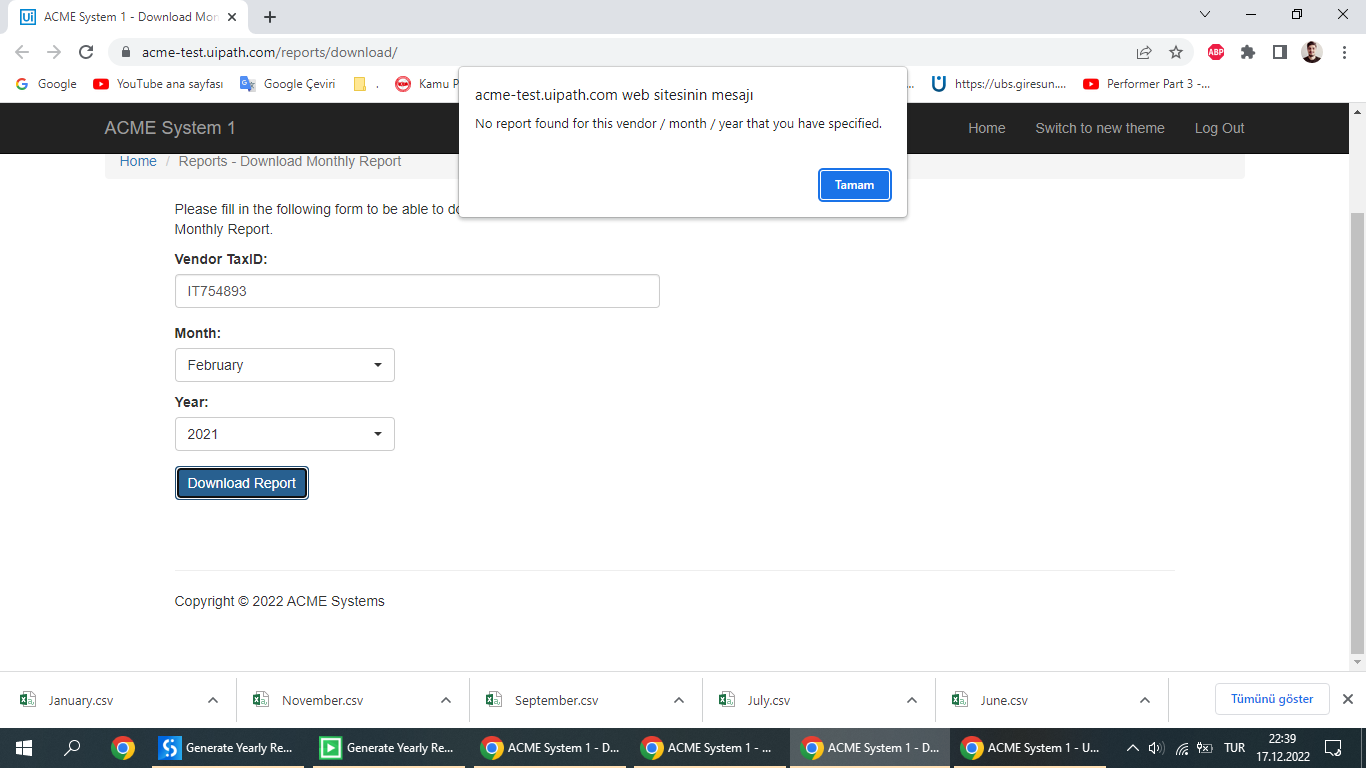 ACME System 1 - Download Mon
acme-test.uipath.com/reports/download/
ABP
Google
YouTube ana sayfası
Google Çeviri
.
Kamu P
...
https://ubs.giresun....
Performer Part 3 -...
acme-test.uipath.com web sitesinin mesajı
No report found for this vendor / month / year that you have specified.
Tamam
ACME System 1
Home
Switch to new theme
Log Out
Home / Reports - Download Monthly Report
Please fill in the following form to be able to do
Monthly Report.
Vendor TaxID:
IT754893
Month:
February
Year:
2021
Download Report
Copyright © 2022 ACME Systems
January.csv
November.csv
September.csv
July.csv
June.csv
Tümünü göster
Generate Yearly Re...
Generate Yearly Re...
ACME System 1 - D...
ACME System 1 - ...
ACME System 1 - D...
ACME System 1 - U...
TUR
22:39
17.12.2022